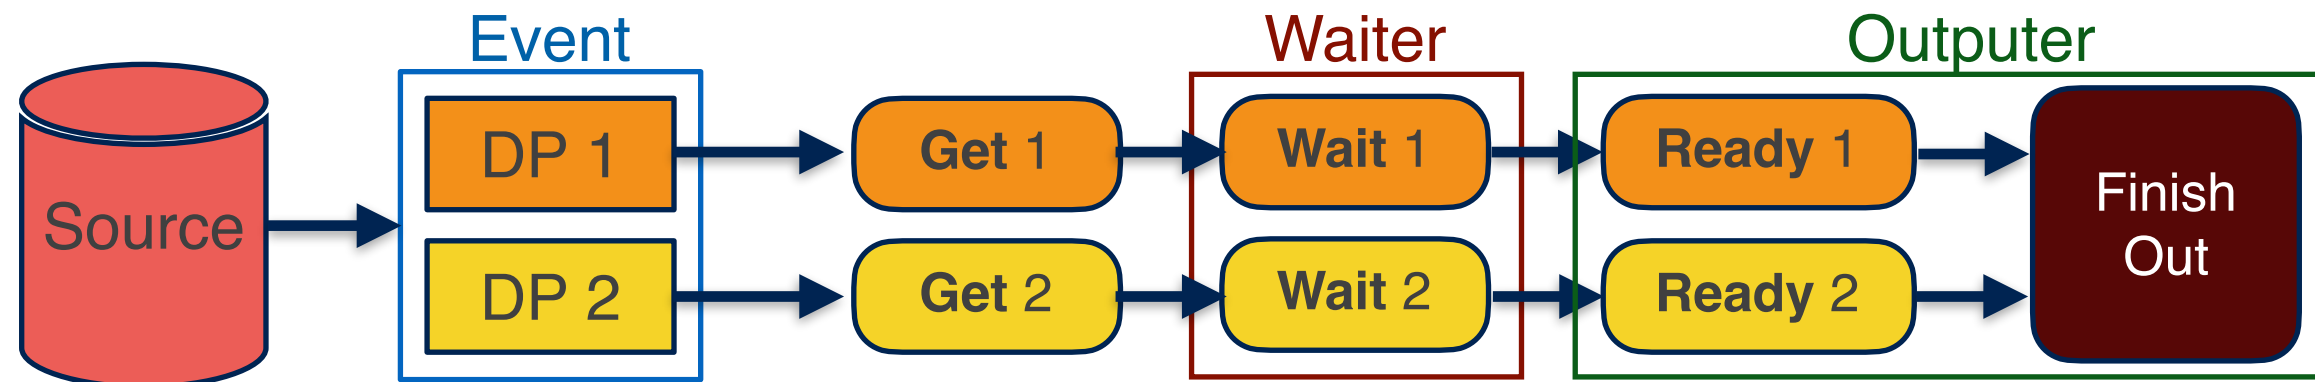 Event
Waiter
Outputer
Source
DP 1
Get 1
Wait 1
Ready 1
DP 2
Get 2
Wait 2
Ready 2
Finish
Out